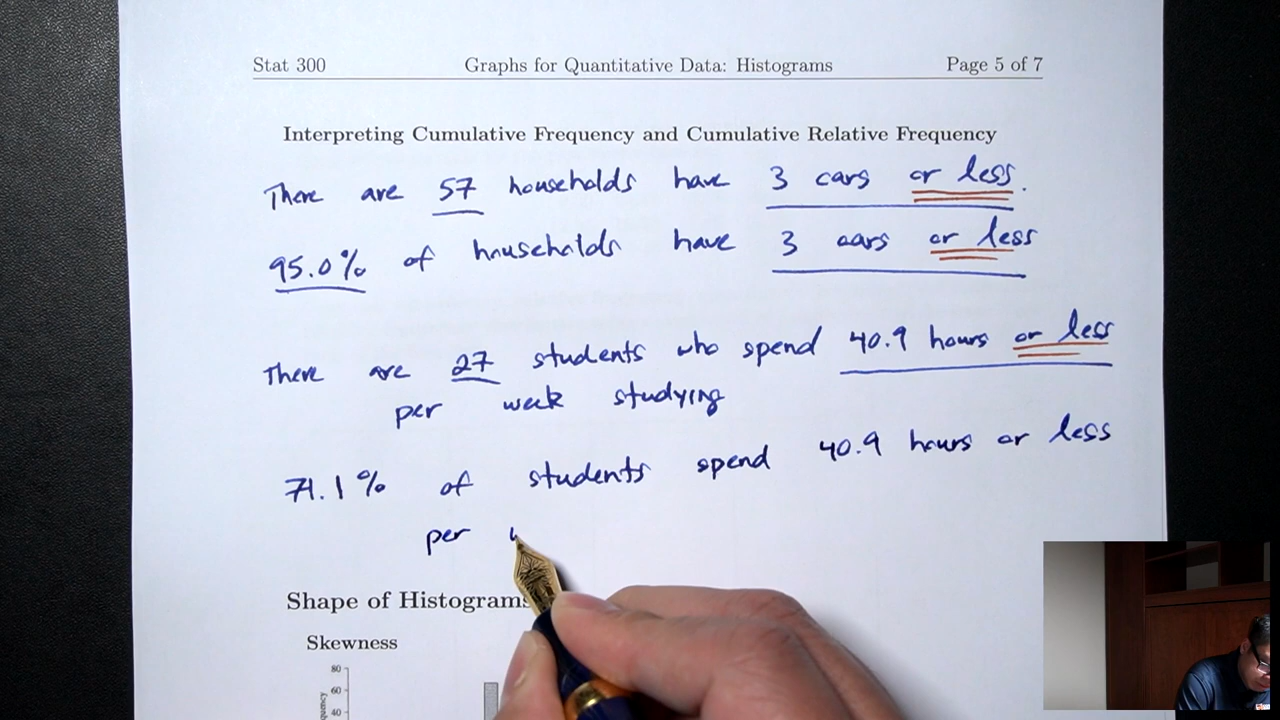 Stat 300 Graphs for Quantitative Data: Histograms Page 5 of 7
Interpreting Cumulative Frequency and Cumulative Relative Frequency
There are 57 households have 3 cars or less.
95.0% of households have 3 cars or less
There are 27 students who spend 40.9 hours or less
per week studying
71.1% of students spend 40.9 hours or less
per
Shape of Histograms
Skewness
80
60
40